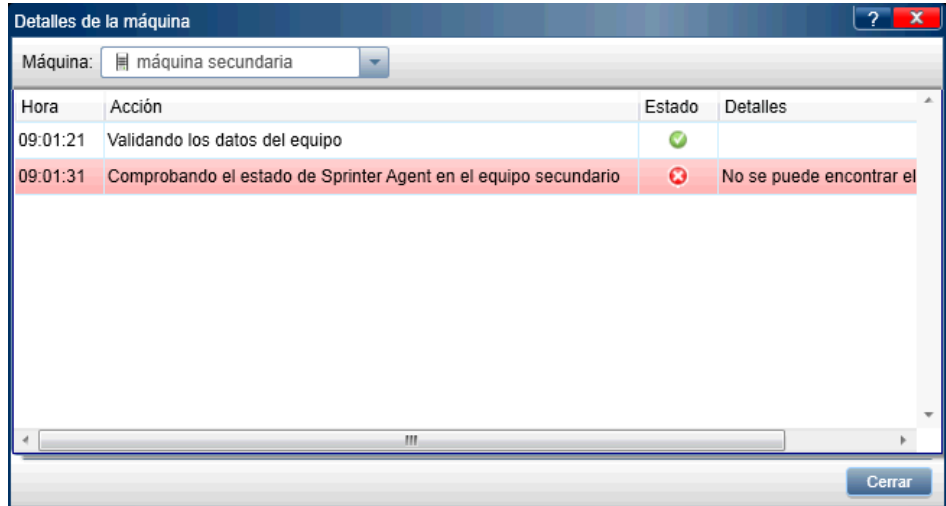 Detalles de la máquina
?
x
Máquina: máquina secundaria
Hora Acción Estado Detalles
09:01:21 Validando los datos del equipo
09:01:31 Comprobando el estado de Sprinter Agent en el equipo secundario No se puede encontrar el
Cerrar